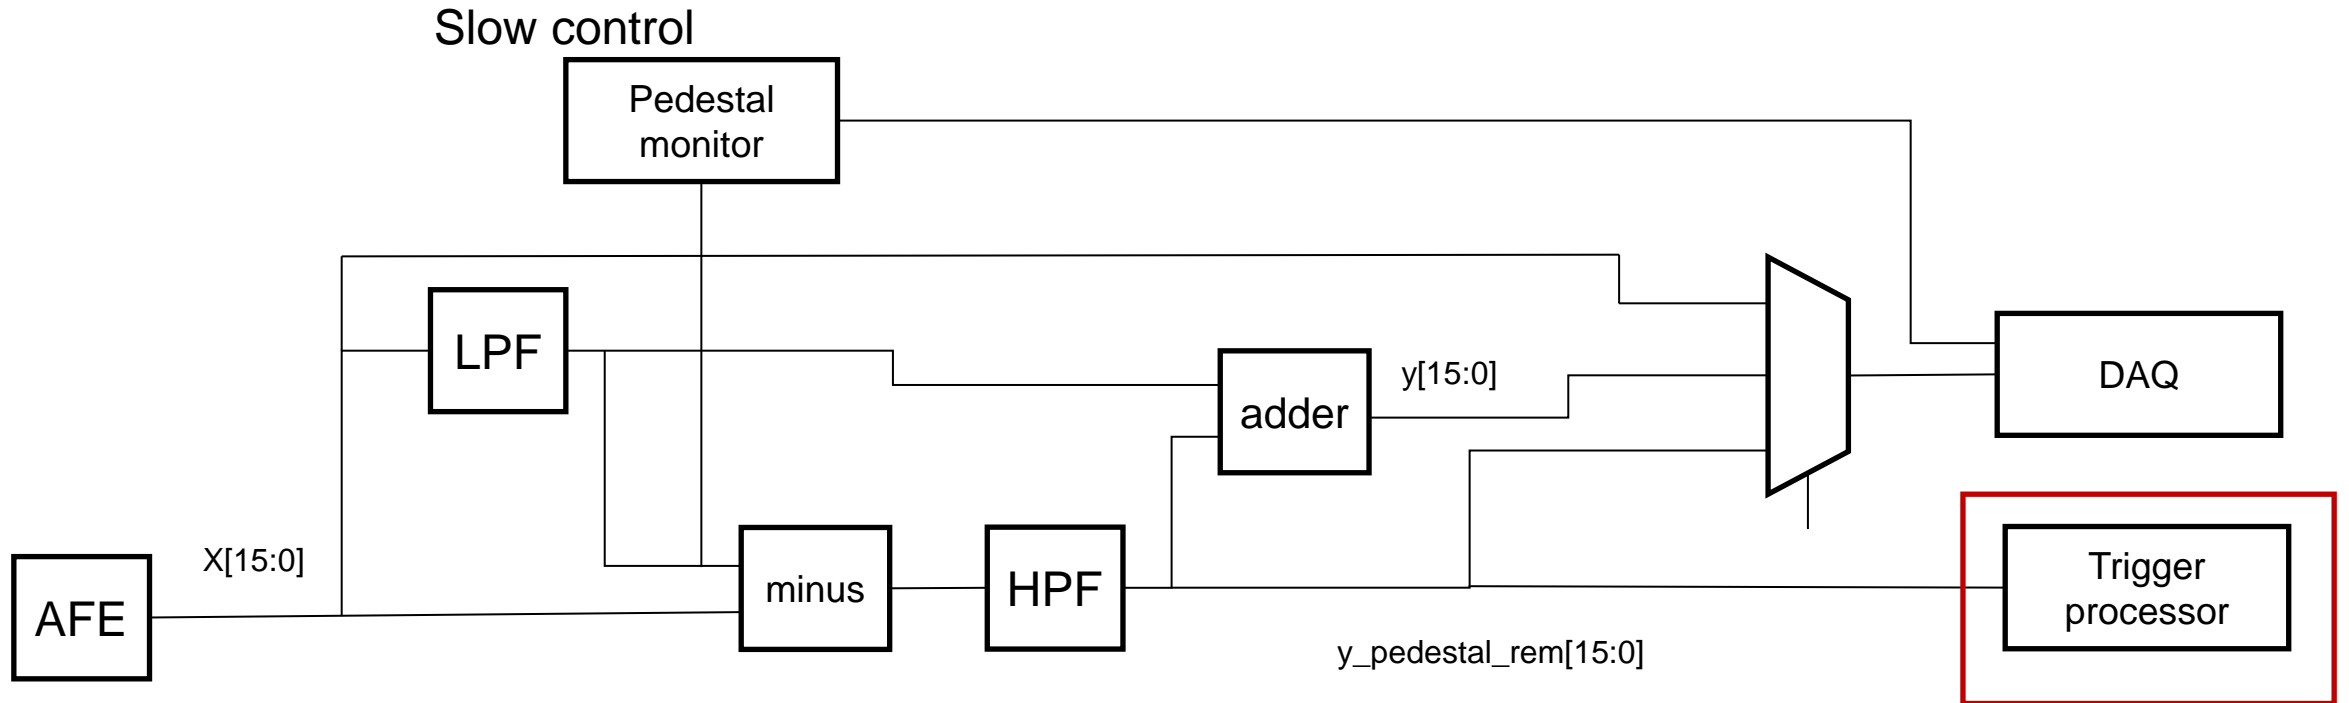 Slow control
Pedestal
monitor
LPF
y[15:0]
DAQ
adder
X[15:0]
AFE
minus
HPF
Trigger
processor
y_pedestal_rem[15:0]